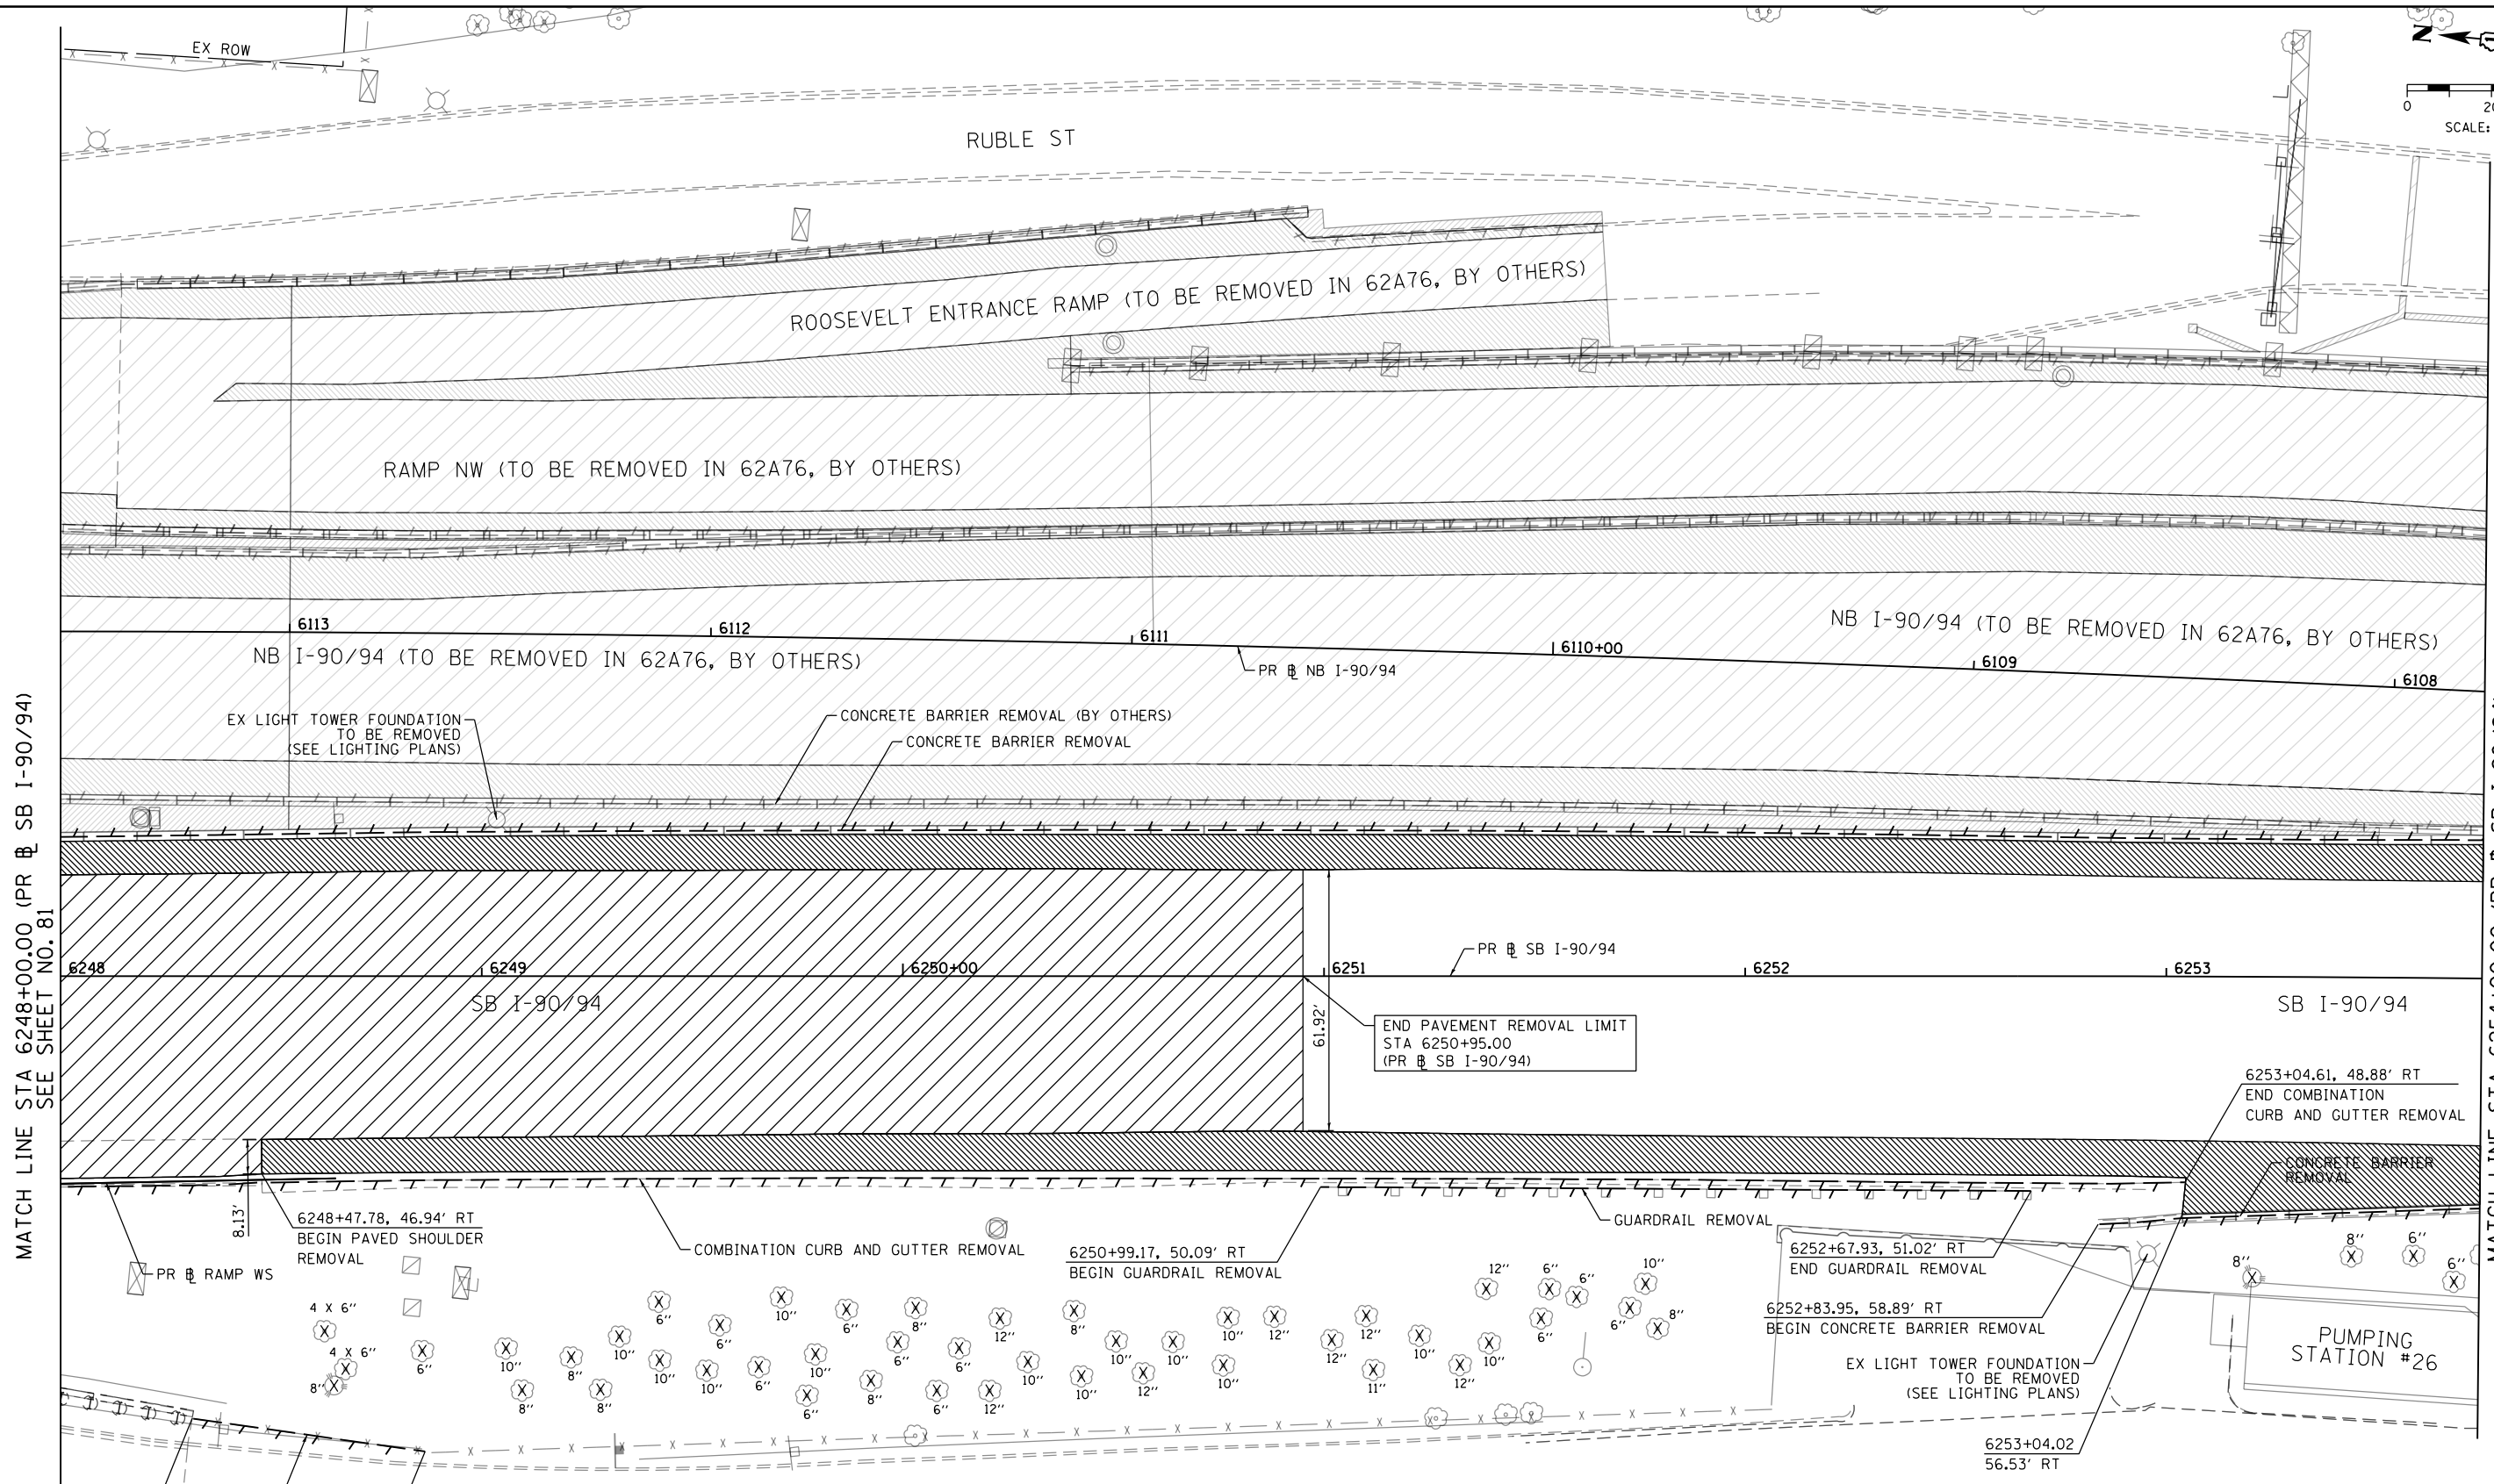 EX ROW
N
0
SCALE:
RUBLE ST
ROOSEVELT ENTRANCE RAMP (TO BE REMOVED IN 62A76, BY OTHERS)
RAMP NW (TO BE REMOVED IN 62A76, BY OTHERS)
6113
6112
6111
6110+00
6109
6108
NB I-90/94 (TO BE REMOVED IN 62A76, BY OTHERS)
NB I-90/94 (TO BE REMOVED IN 62A76, BY OTHERS)
PR ℄ NB I-90/94
EX LIGHT TOWER FOUNDATION
TO BE REMOVED
(SEE LIGHTING PLANS)
CONCRETE BARRIER REMOVAL (BY OTHERS)
CONCRETE BARRIER REMOVAL
MATCH LINE STA 6248+00.00 (PR ℄ SB I-90/94)
SEE SHEET NO. 81
6248
6249
6250+00
6251
6252
6253
PR ℄ SB I-90/94
SB I-90/94
SB I-90/94
61.92'
END PAVEMENT REMOVAL LIMIT
STA 6250+95.00
(PR ℄ SB I-90/94)
6253+04.61, 48.88' RT
END COMBINATION
CURB AND GUTTER REMOVAL
CONCRETE BARRIER
REMOVAL
8.13'
6248+47.78, 46.94' RT
BEGIN PAVED SHOULDER
REMOVAL
PR ℄ RAMP WS
COMBINATION CURB AND GUTTER REMOVAL
6250+99.17, 50.09' RT
BEGIN GUARDRAIL REMOVAL
GUARDRAIL REMOVAL
6252+67.93, 51.02' RT
END GUARDRAIL REMOVAL
6252+83.95, 58.89' RT
BEGIN CONCRETE BARRIER REMOVAL
EX LIGHT TOWER FOUNDATION
TO BE REMOVED
(SEE LIGHTING PLANS)
6253+04.02
56.53' RT
PUMPING
STATION #26
4 X 6''
4 X 6''
8''
6''
10''
8''
8''
8''
10''
6''
10''
6''
10''
10''
6''
10''
6''
6''
8''
8''
6''
6''
6''
12''
12''
10''
8''
10''
10''
12''
10''
10''
10''
12''
12''
12''
11''
10''
12''
12''
10''
6''
6''
6''
10''
6''
8''
8''
8''
6''
6''